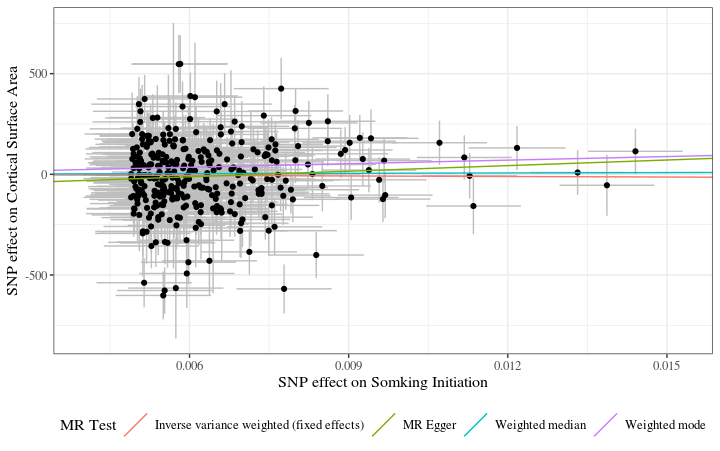 SNP effect on Cortical Surface Area
500
0
-500
0.006 0.009 0.012 0.015
SNP effect on Somking Initiation
MR Test Inverse variance weighted (fixed effects) MR Egger Weighted median Weighted mode